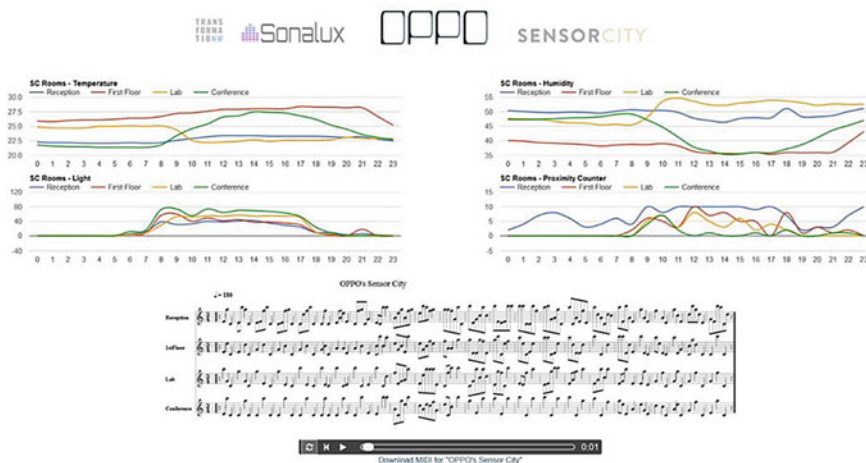 TRANS
FORMA
TION
Sonalux
OPPO
SENSORCITY
SC Rooms - Temperature
Reception First Floor Lab Conference
30.0
27.5
25.0
22.5
20.0
0 1 2 3 4 5 6 7 8 9 10 11 12 13 14 15 16 17 18 19 20 21 22 23
SC Rooms - Humidity
Reception First Floor Lab Conference
55
50
45
40
35
0 1 2 3 4 5 6 7 8 9 10 11 12 13 14 15 16 17 18 19 20 21 22 23
SC Rooms - Light
Reception First Floor Lab Conference
120
80
40
0
-40
0 1 2 3 4 5 6 7 8 9 10 11 12 13 14 15 16 17 18 19 20 21 22 23
SC Rooms - Proximity Counter
Reception First Floor Lab Conference
15
10
5
0
-5
0 1 2 3 4 5 6 7 8 9 10 11 12 13 14 15 16 17 18 19 20 21 22 23
OPPO's Sensor City
= 180
Reception
1stFloor
Lab
Conference
0:01
Download MIDI for "OPPO's Sensor City"